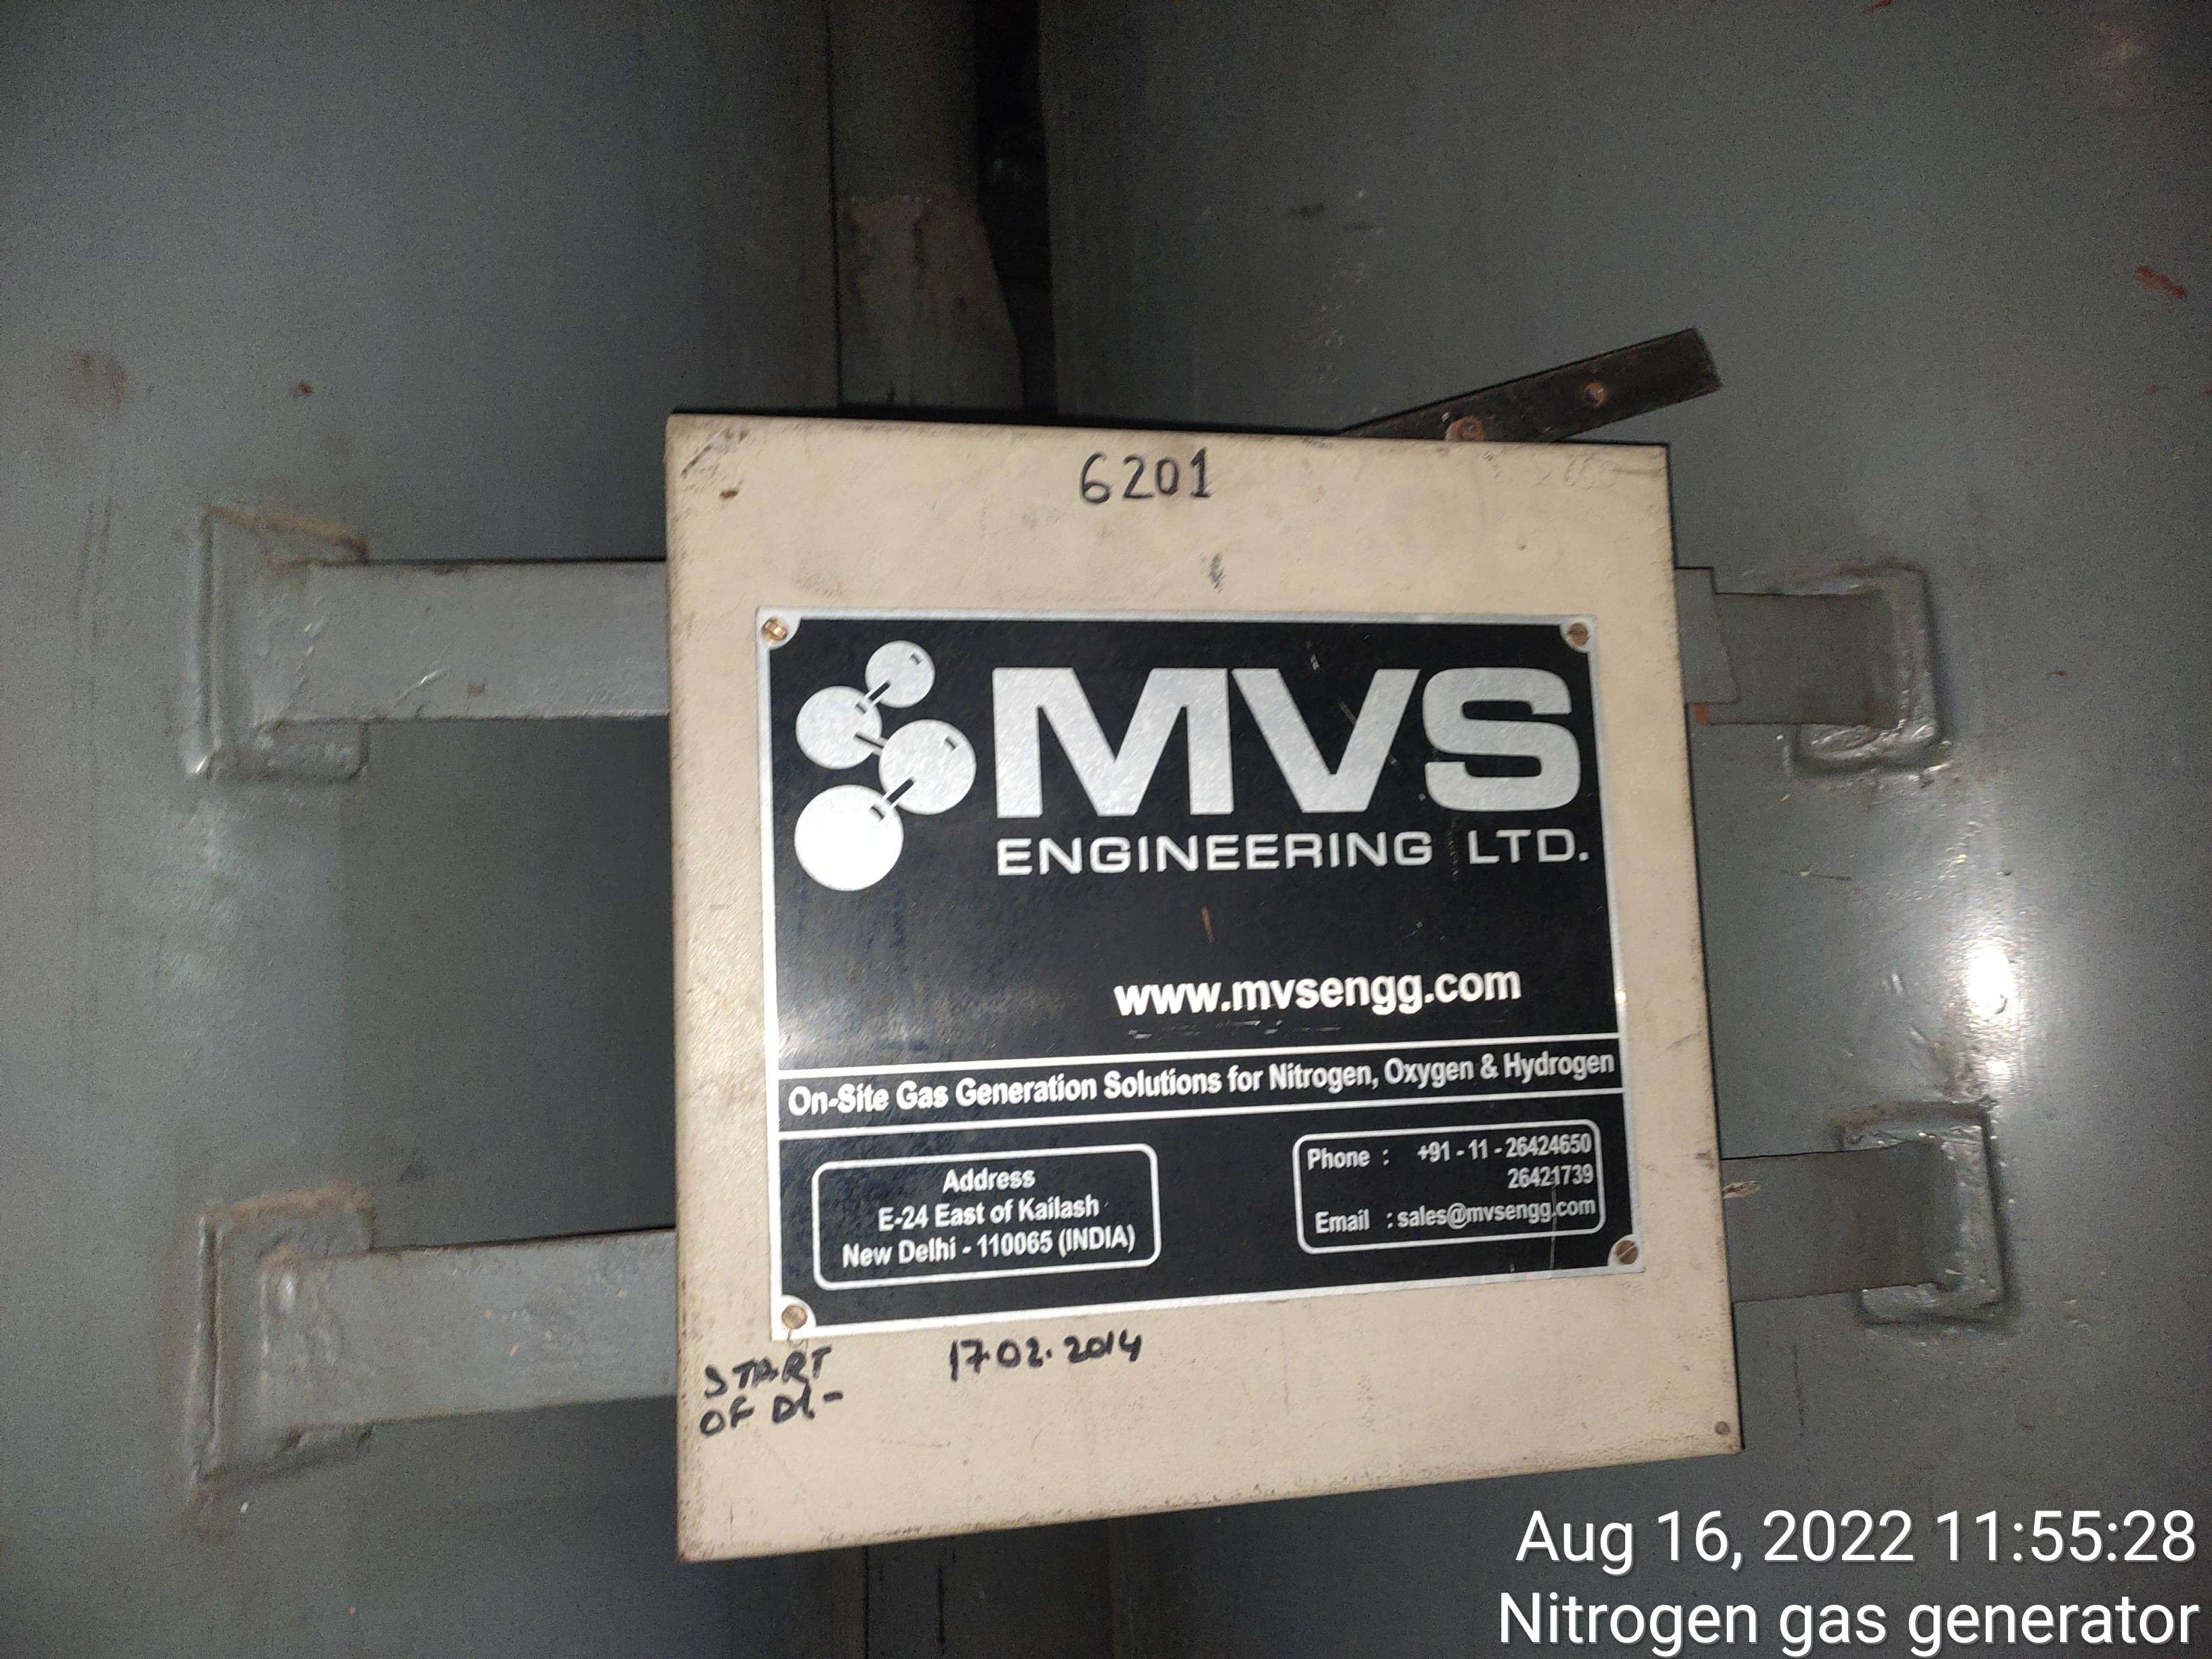 6201
MVS
ENGINEERING LTD.
www.mvsengg.com
On-Site Gas Generation Solutions for Nitrogen, Oxygen & Hydrogen
Address
E-24 East of Kailash
New Delhi - 110065 (INDIA)
Phone : +91 - 11 - 26424650
26421739
Email : sales@mvsengg.com
START 17.02.2014
OF
Aug 16, 2022 11:55:28
Nitrogen gas generator